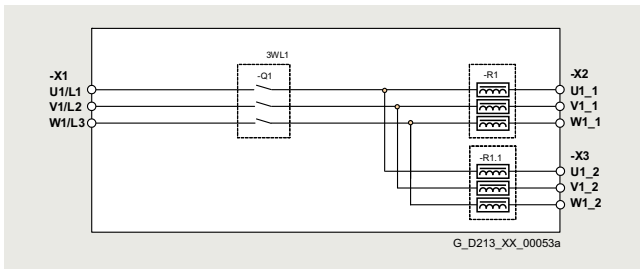 3WL1
-X1
-Q1
-R1
-X2
U1/L1
U1_1
V1/L2
V1_1
W1/L3
W1_1
-R1.1
-X3
U1_2
V1_2
W1_2
G_D213_XX_00053a